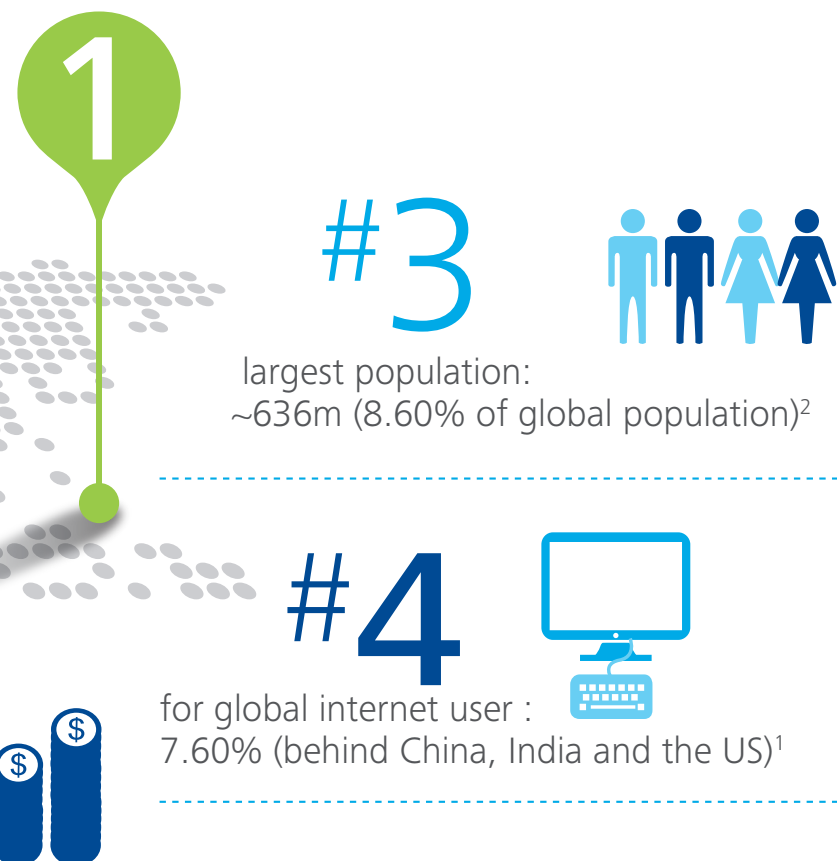 1
#3
largest population:
~636m (8.60% of global population)²
#4
for global internet user :
7.60% (behind China, India and the US)¹
$
$